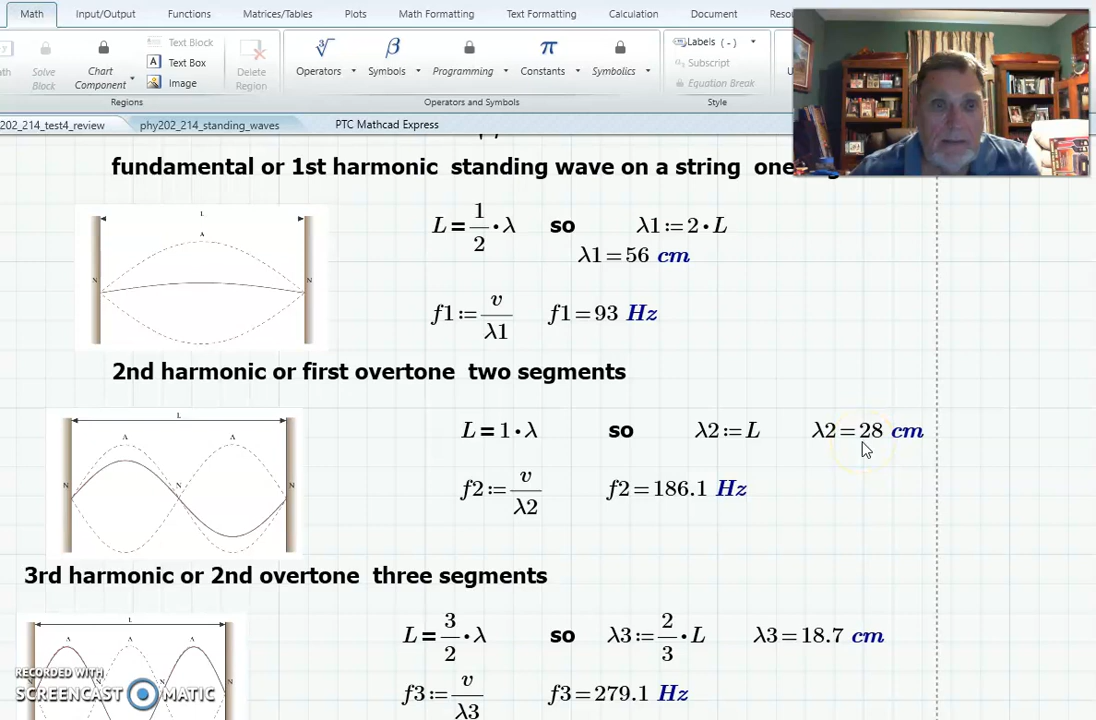 Math Input/Output Functions Matrices/Tables Plots Math Formatting Text Formatting Calculation Document
Solve Block
Chart Component
Text Block
Text Box
Image
Delete Region
Operators
Symbols
Programming
Constants
Symbolics
Labels (-)
Subscript
Equation Break
Regions Operators and Symbols Style
202_214_test4_review phy202_214_standing_waves PTC Mathcad Express
fundamental or 1st harmonic standing wave on a string one
L
A
N N
L = 1/2 · λ so λ1 := 2 · L
λ1 = 56 cm
f1 := v/λ1 f1 = 93 Hz
2nd harmonic or first overtone two segments
L
A A
N N N
L = 1 · λ so λ2 := L λ2 = 28 cm
f2 := v/λ2 f2 = 186.1 Hz
3rd harmonic or 2nd overtone three segments
L
A A A
N N N N
L = 3/2 · λ so λ3 := 2/3 · L λ3 = 18.7 cm
f3 := v/λ3 f3 = 279.1 Hz
RECORDED WITH
SCREENCAST MATIC